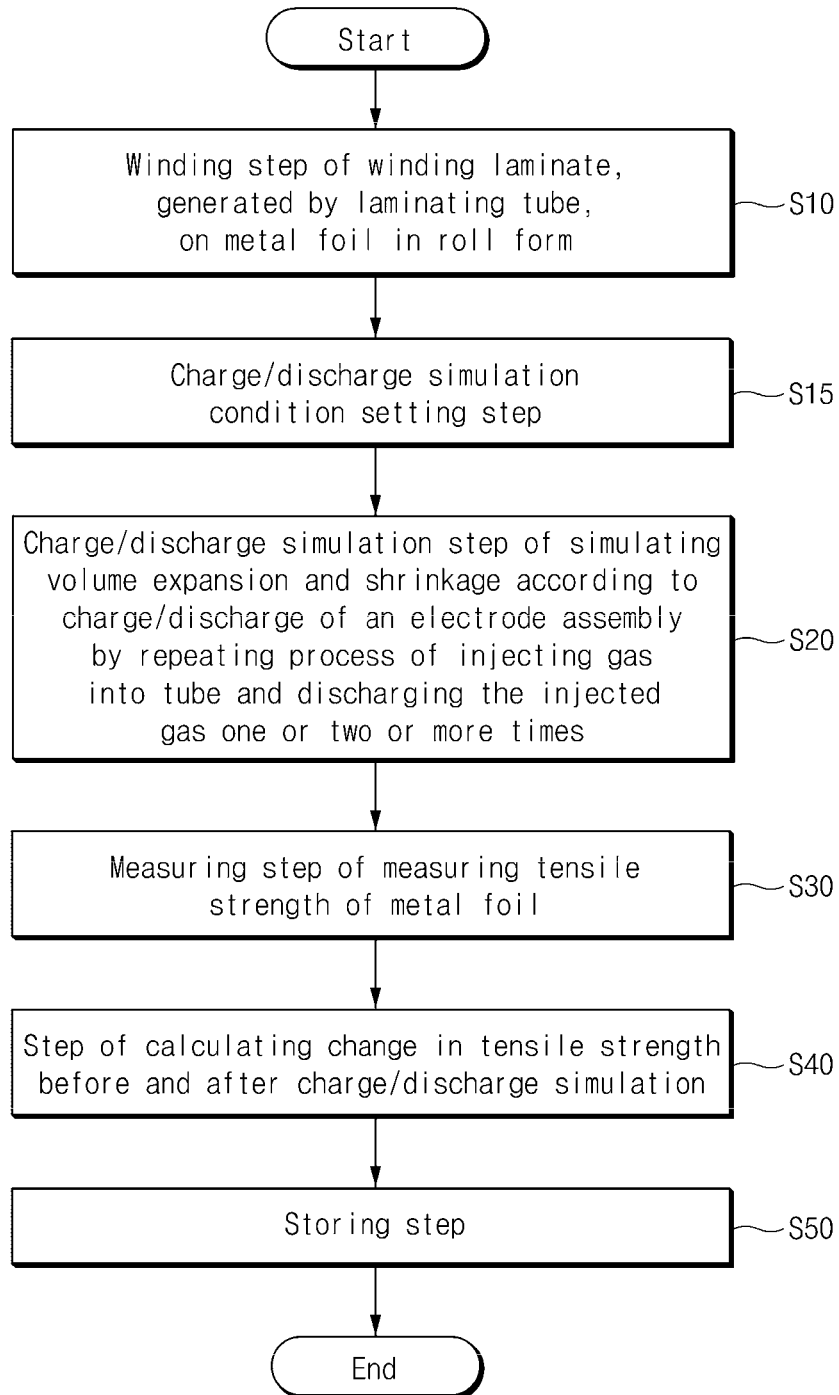 Start
Winding step of winding laminate,
generated by laminating tube,
on metal foil in roll form
S10
Charge/discharge simulation
condition setting step
S15
Charge/discharge simulation step of simulating
volume expansion and shrinkage according to
charge/discharge of an electrode assembly
by repeating process of injecting gas
into tube and discharging the injected
gas one or two or more times
S20
Measuring step of measuring tensile
strength of metal foil
S30
Step of calculating change in tensile strength
before and after charge/discharge simulation
S40
Storing step
S50
End